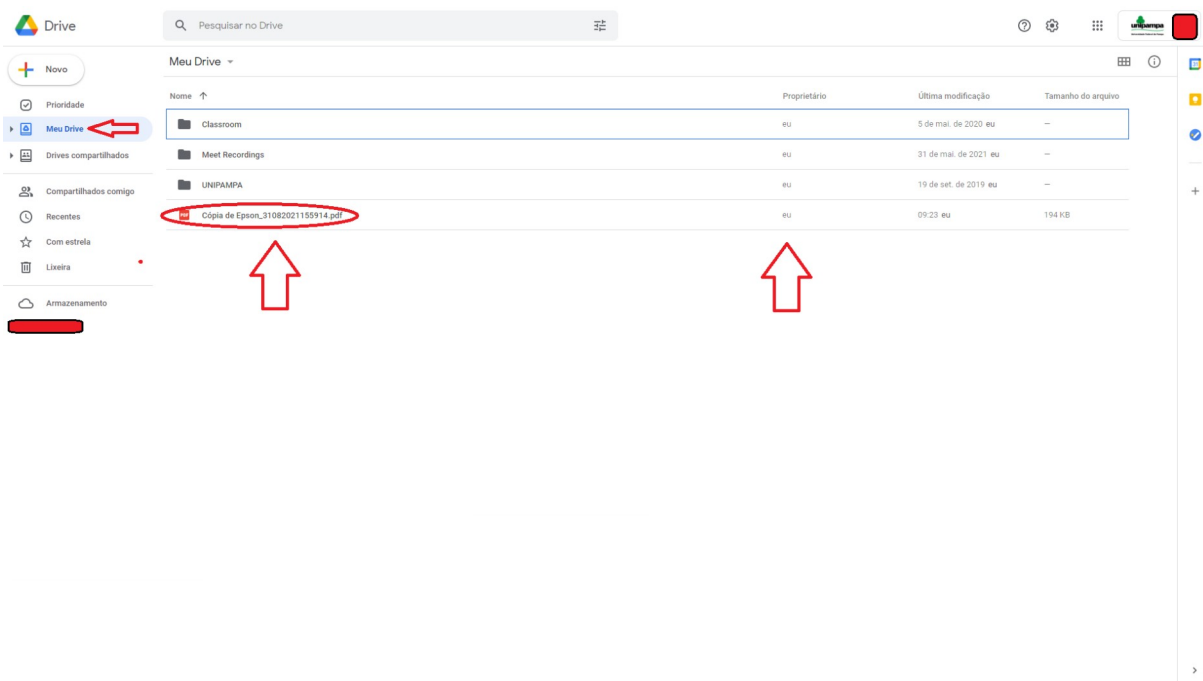 Drive
Pesquisar no Drive
unipampa
Novo
Meu Drive
Nome
Proprietário
Última modificação
Tamanho do arquivo
Prioridade
Meu Drive
Drives compartilhados
Compartilhados comigo
Recentes
Com estrela
Lixeira
Armazenamento
Classroom eu 5 de mai. de 2020 eu —
Meet Recordings eu 31 de mai. de 2021 eu —
UNIPAMPA eu 19 de set. de 2019 eu —
Cópia de Epson_31082021155914.pdf eu 09:23 eu 194 KB